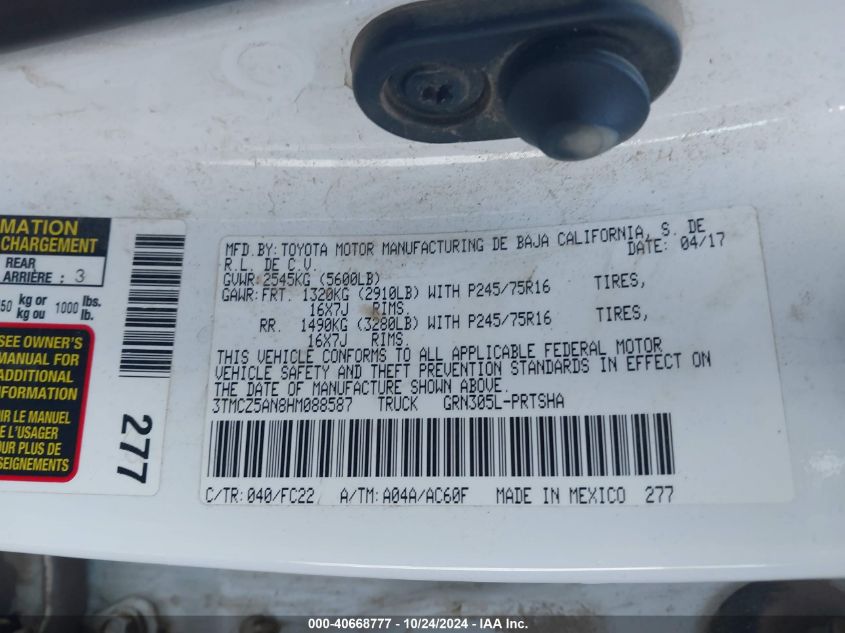 MATION
CHARGEMENT
REAR
ARRIÈRE : 3
kg or 1000 lbs.
kg ou lb.
SEE OWNER'S
MANUAL FOR
ADDITIONAL
INFORMATION
LE MANUEL
L'USAGER
PLUS DE
277
MFD.BY:TOYOTA MOTOR MANUFACTURING DE BAJA CALIFORNIA, S. DE
R.L. DE C.V. DATE: 04/17
GVWR:2545KG (5600LB)
GAWR:FRT. 1320KG (2910LB) WITH P245/75R16 TIRES,
16X7J RIMS.
RR. 1490KG (3280LB) WITH P245/75R16 TIRES,
16X7J RIMS.
THIS VEHICLE CONFORMS TO ALL APPLICABLE FEDERAL MOTOR
VEHICLE SAFETY AND THEFT PREVENTION STANDARDS IN EFFECT ON
THE DATE OF MANUFACTURE SHOWN ABOVE.
3TMCZ5AN8HM088587 TRUCK GRN305L-PRTSHA
C/TR:040/FC22 A/TM:A04A/AC60F MADE IN MEXICO 277
000-40668777 - 10/24/2024 - IAA Inc.